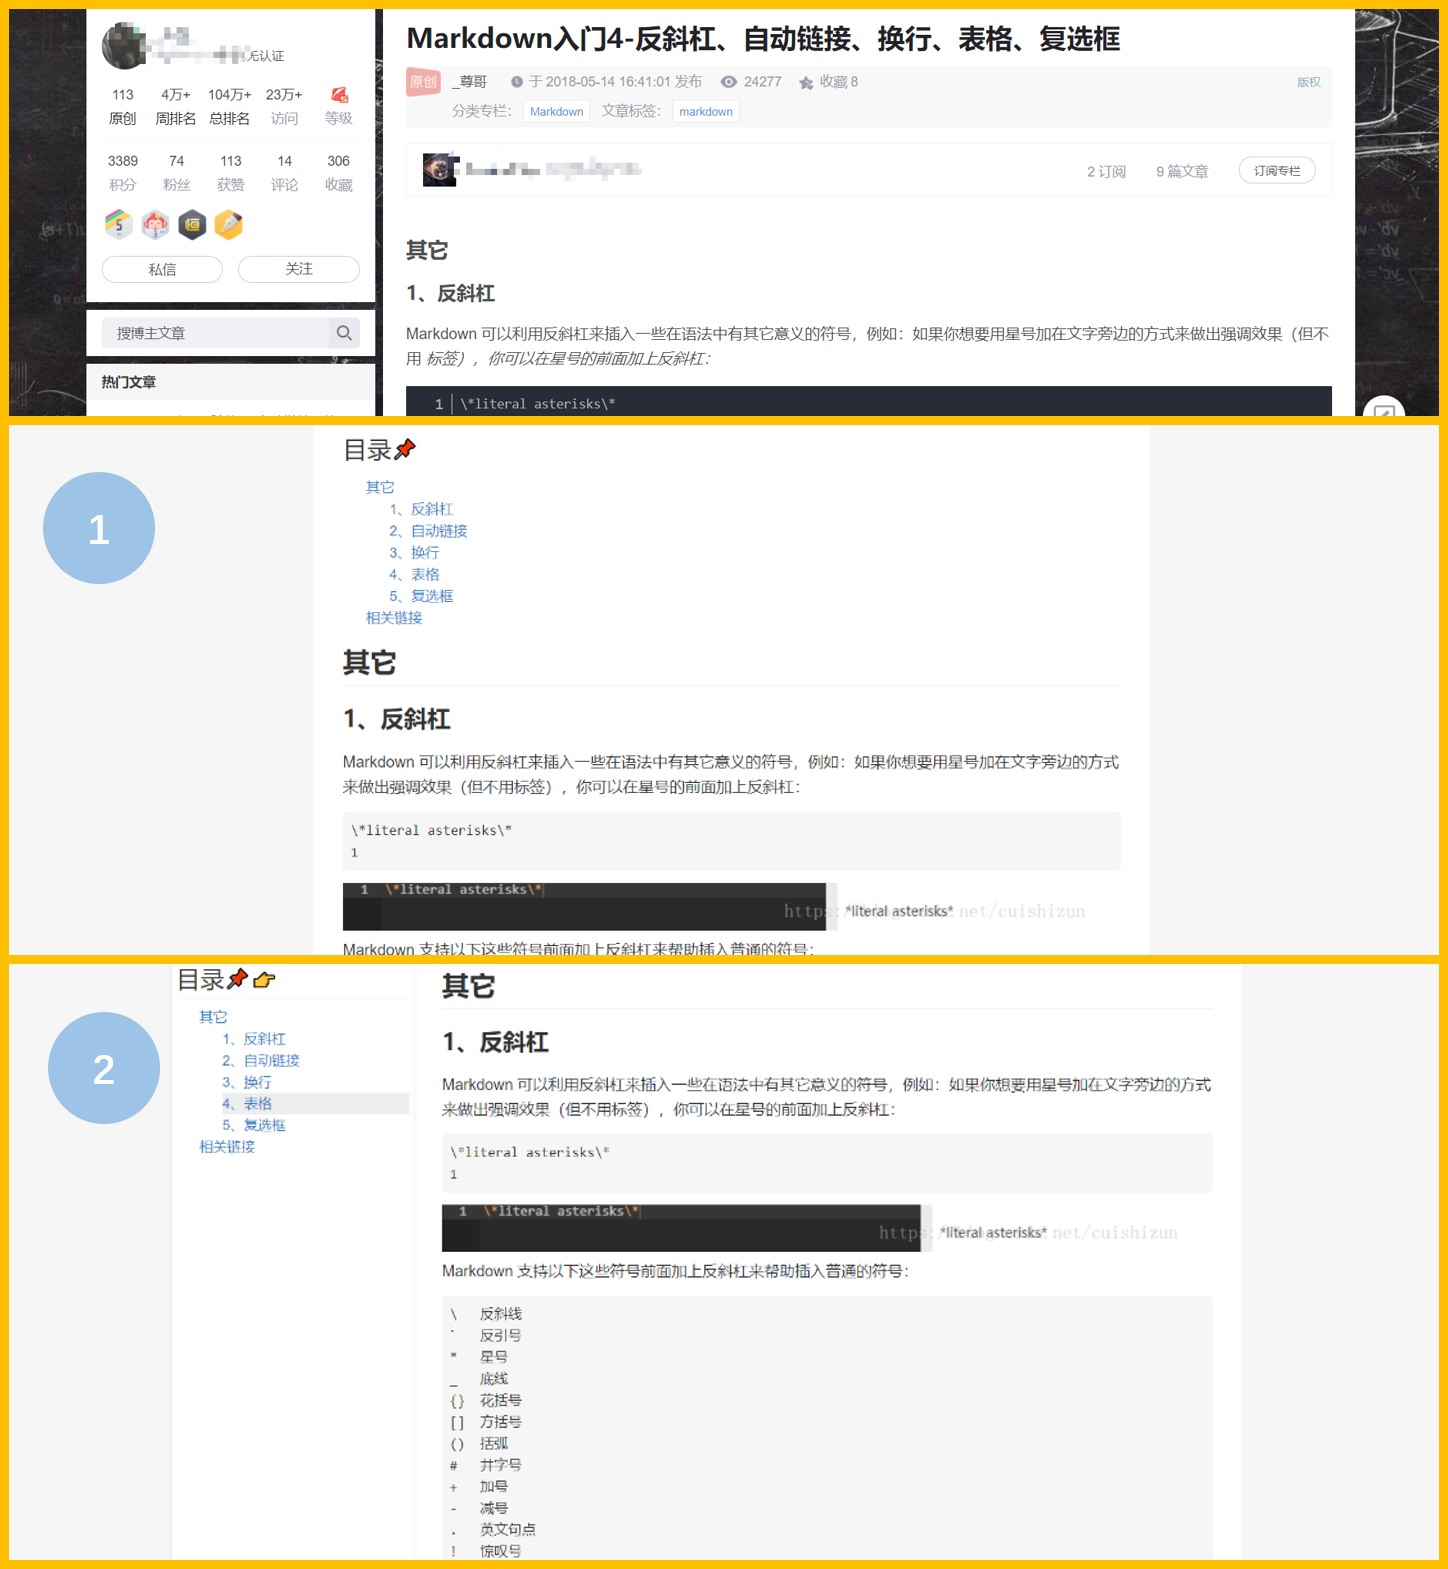 无认证
113 4万+ 104万+ 23万+
原创 周排名 总排名 访问 等级
3389 74 113 14 306
积分 粉丝 获赞 评论 收藏
私信 关注
搜博主文章
热门文章
Markdown入门4-反斜杠、自动链接、换行、表格、复选框
原创 _尊哥 于 2018-05-14 16:41:01 发布 24277 收藏 8 版权
分类专栏： Markdown 文章标签： markdown
2 订阅 9 篇文章 订阅专栏
其它
1、反斜杠
Markdown 可以利用反斜杠来插入一些在语法中有其它意义的符号，例如：如果你想要用星号加在文字旁边的方式来做出强调效果（但不
用 标签），你可以在星号的前面加上反斜杠：
1 \*literal asterisks\*
1
目录📌
其它
1、反斜杠
2、自动链接
3、换行
4、表格
5、复选框
相关链接
其它
1、反斜杠
Markdown 可以利用反斜杠来插入一些在语法中有其它意义的符号，例如：如果你想要用星号加在文字旁边的方式
来做出强调效果（但不用标签），你可以在星号的前面加上反斜杠：
\*literal asterisks\*
1
1 \*literal asterisks\*
*literal asterisks*
net/cuishizun
Markdown 支持以下这些符号前面加上反斜杠来帮助插入普通的符号：
2
目录📌👉
其它
1、反斜杠
2、自动链接
3、换行
4、表格
5、复选框
相关链接
其它
1、反斜杠
Markdown 可以利用反斜杠来插入一些在语法中有其它意义的符号，例如：如果你想要用星号加在文字旁边的方式
来做出强调效果（但不用标签），你可以在星号的前面加上反斜杠：
\*literal asterisks\*
1
1 \*literal asterisks\*
*literal asterisks*
net/cuishizun
Markdown 支持以下这些符号前面加上反斜杠来帮助插入普通的符号：
\ 反斜线
` 反引号
* 星号
_ 底线
{} 花括号
[] 方括号
() 括弧
# 井字号
+ 加号
- 减号
. 英文句点
! 惊叹号